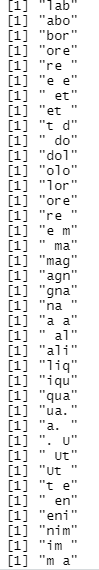 [1] "lab"
[1] "abo"
[1] "bor"
[1] "ore"
[1] "re "
[1] "e e"
[1] " et"
[1] "et "
[1] "t d"
[1] " do"
[1] "dol"
[1] "olo"
[1] "lor"
[1] "ore"
[1] "re "
[1] "e m"
[1] " ma"
[1] "mag"
[1] "agn"
[1] "gna"
[1] "na "
[1] "a a"
[1] " al"
[1] "ali"
[1] "liq"
[1] "iqu"
[1] "qua"
[1] "ua."
[1] "a. "
[1] ". U"
[1] " Ut"
[1] "Ut "
[1] "t e"
[1] " en"
[1] "eni"
[1] "nim"
[1] "im "
[1] "m a"